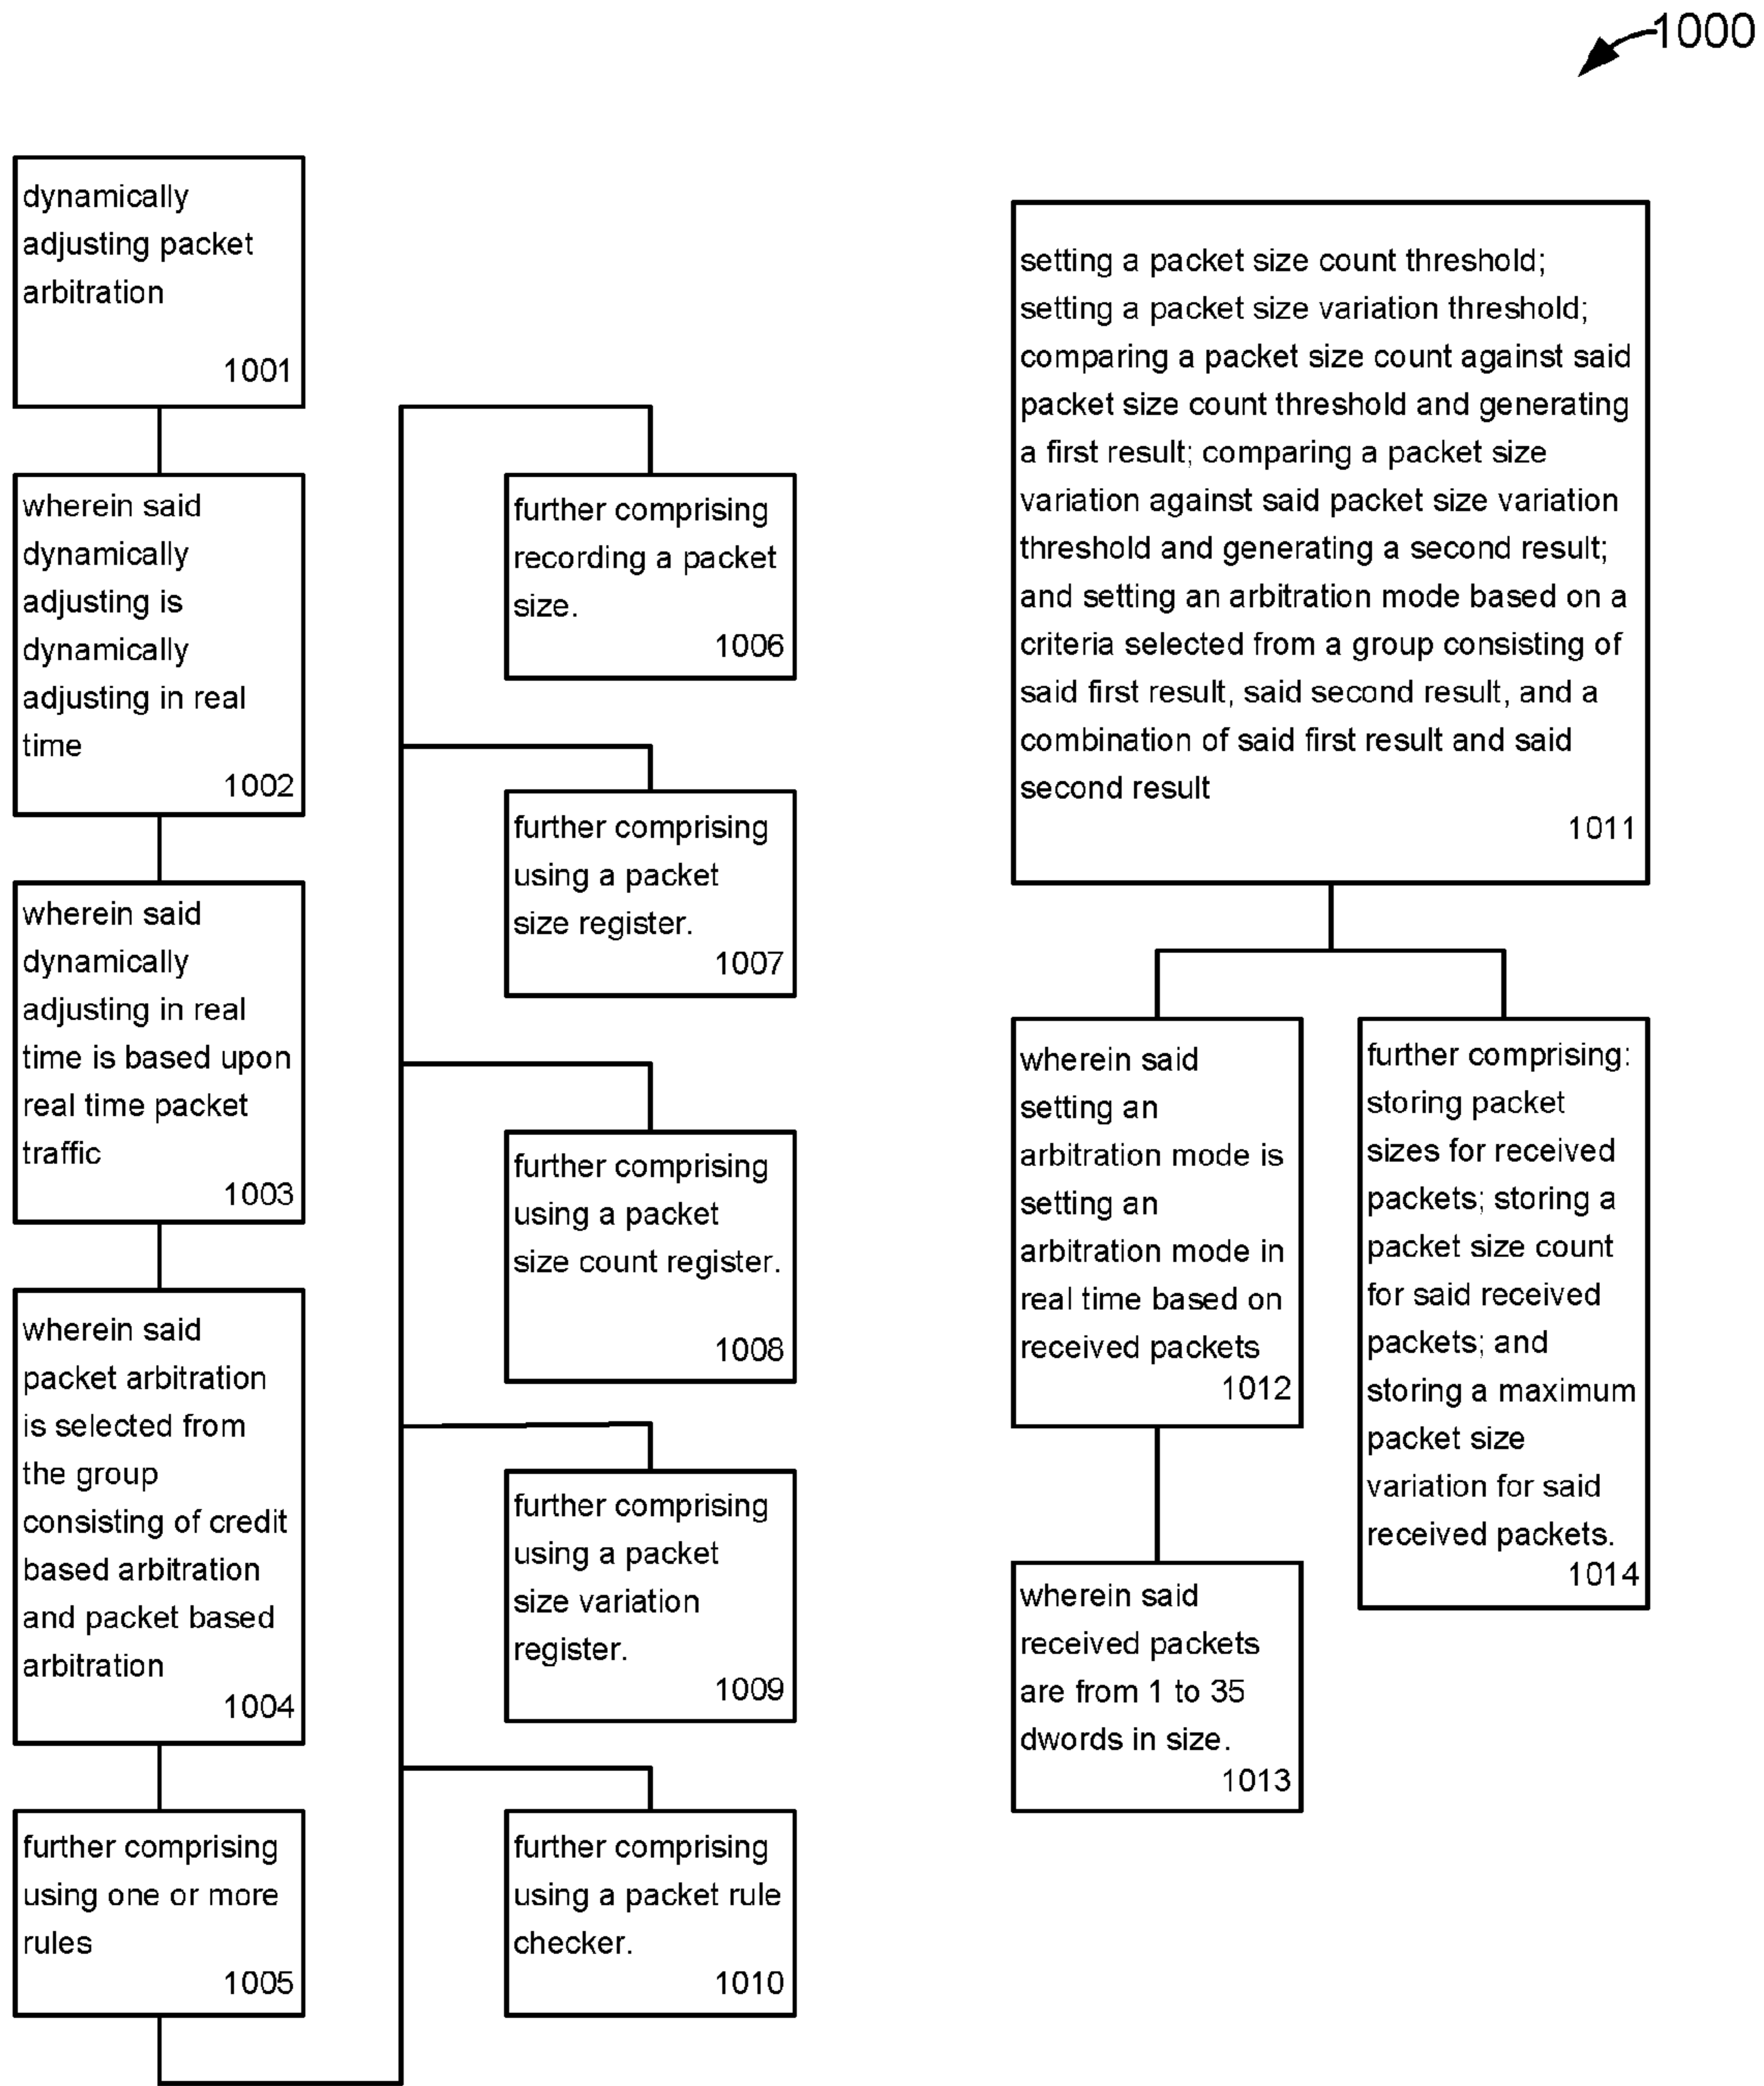 1000
dynamically
adjusting packet
arbitration
1001
wherein said
dynamically
adjusting is
dynamically
adjusting in real
time
1002
wherein said
dynamically
adjusting in real
time is based upon
real time packet
traffic
1003
wherein said
packet arbitration
is selected from
the group
consisting of credit
based arbitration
and packet based
arbitration
1004
further comprising
using one or more
rules
1005
further comprising
recording a packet
size.
1006
further comprising
using a packet
size register.
1007
further comprising
using a packet
size count register.
1008
further comprising
using a packet
size variation
register.
1009
further comprising
using a packet rule
checker.
1010
setting a packet size count threshold;
setting a packet size variation threshold;
comparing a packet size count against said
packet size count threshold and generating
a first result; comparing a packet size
variation against said packet size variation
threshold and generating a second result;
and setting an arbitration mode based on a
criteria selected from a group consisting of
said first result, said second result, and a
combination of said first result and said
second result
1011
wherein said
setting an
arbitration mode is
setting an
arbitration mode in
real time based on
received packets
1012
wherein said
received packets
are from 1 to 35
dwords in size.
1013
further comprising:
storing packet
sizes for received
packets; storing a
packet size count
for said received
packets; and
storing a maximum
packet size
variation for said
received packets.
1014